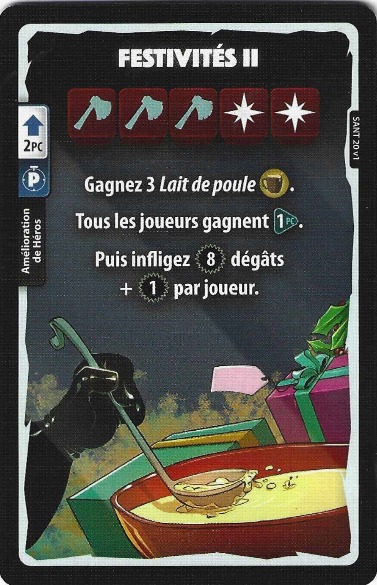 FESTIVITÉS II
SANT 20 v1
2PC
P
Amélioration
de Héros
Gagnez 3 Lait de poule .
Tous les joueurs gagnent 1PC.
Puis infligez 8 dégâts
+ 1 par joueur.